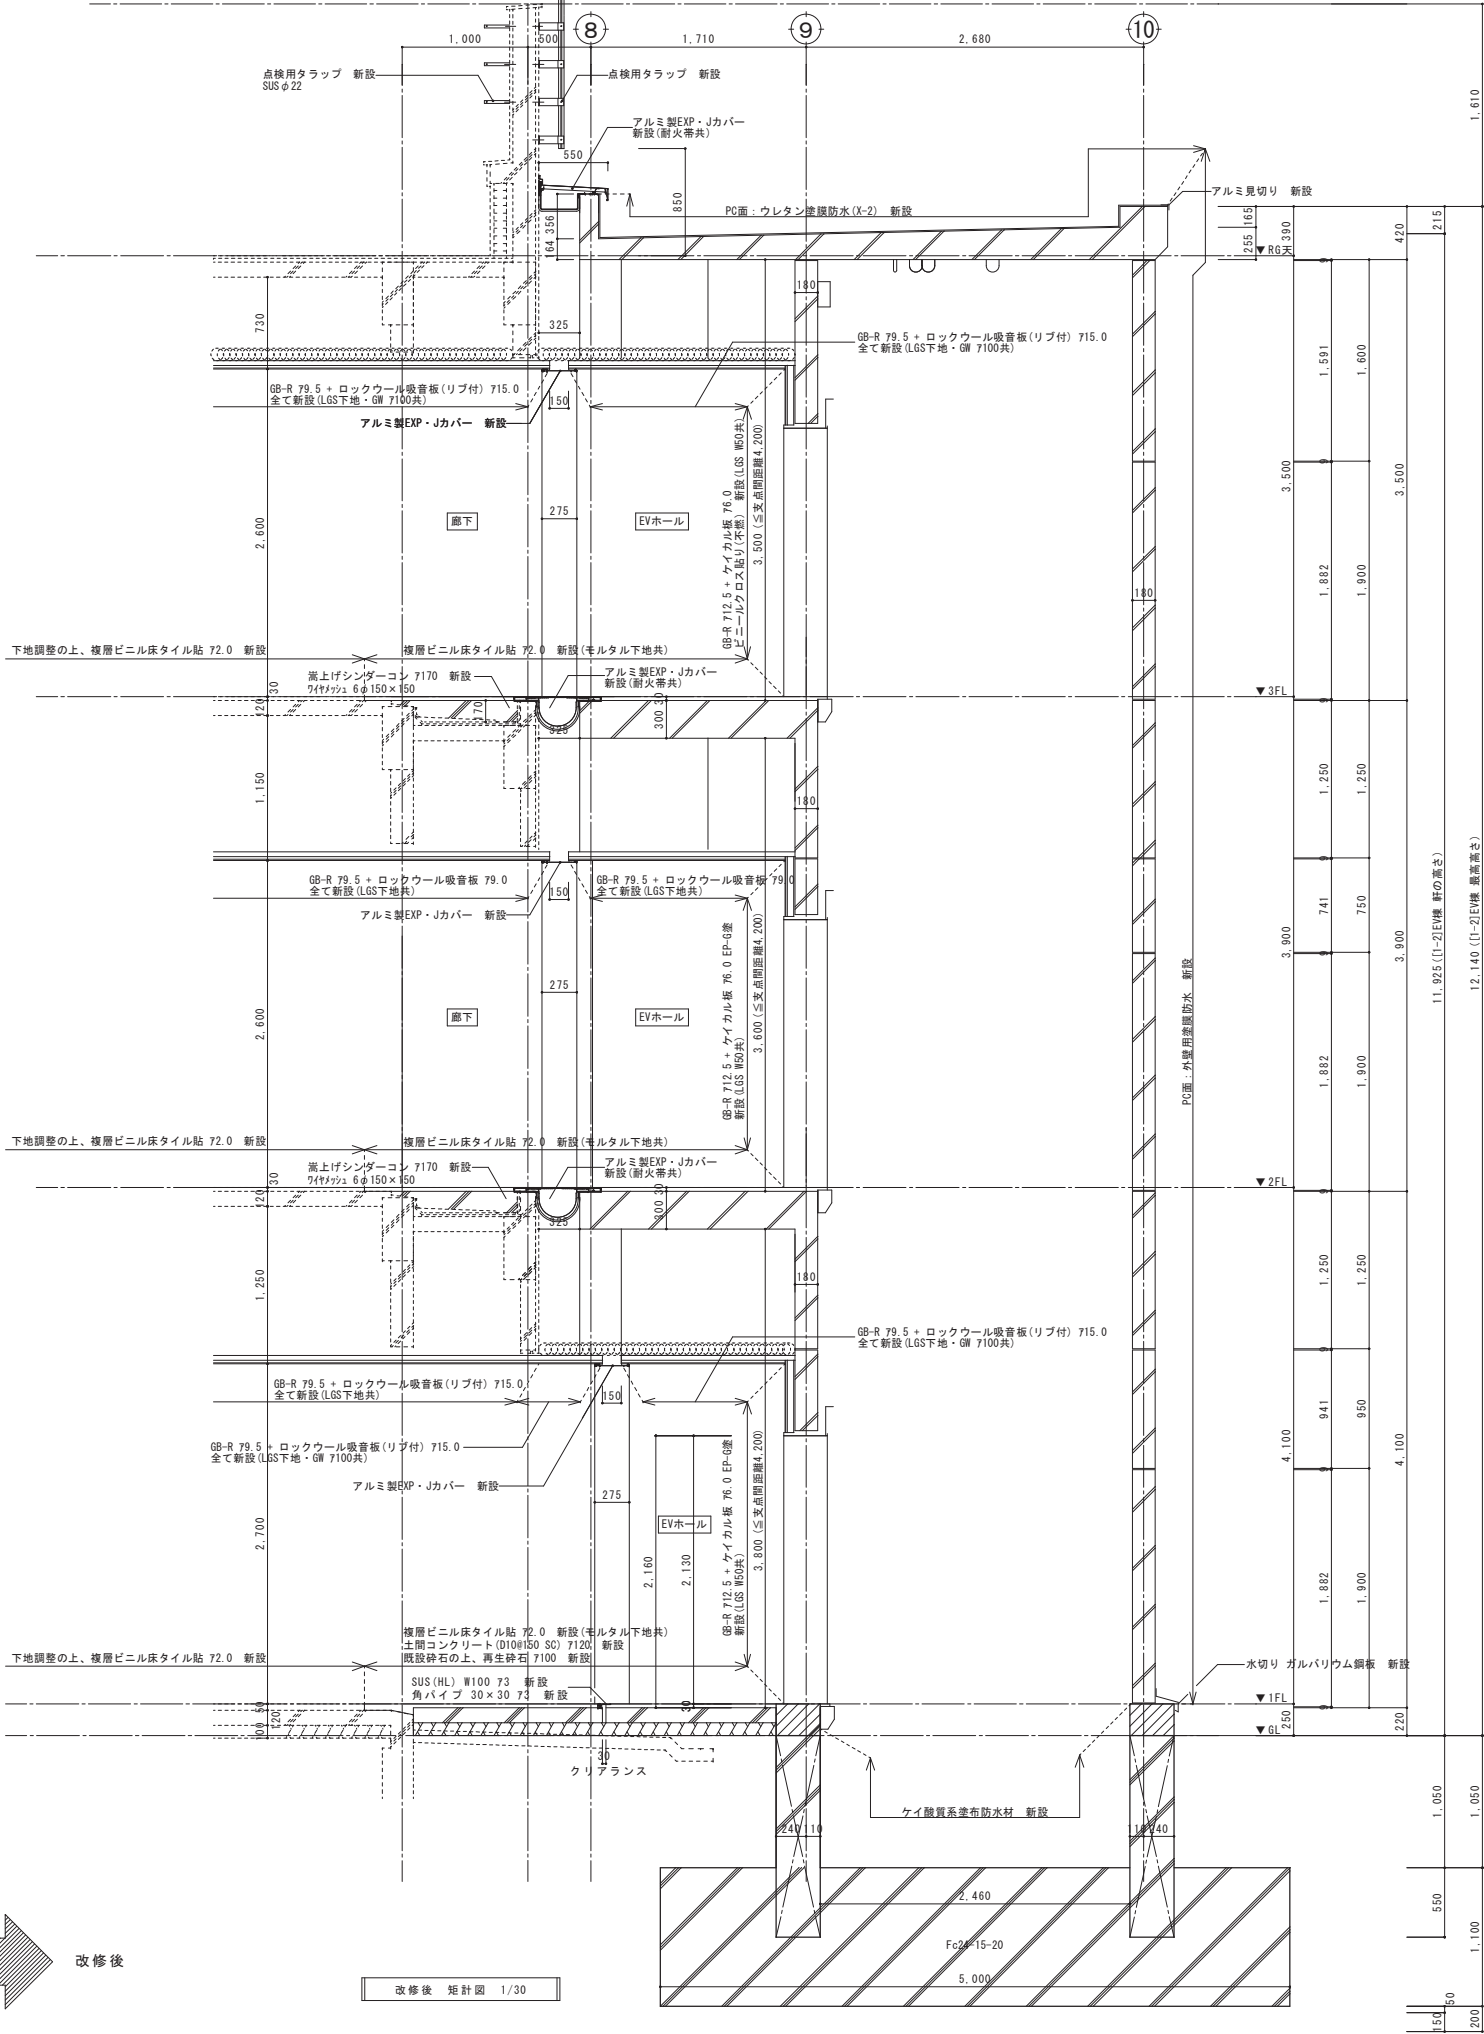 ⑧
⑨
⑩
1,000
500
1,710
2,680
1,610
点検用タラップ 新設
SUSφ22
点検用タラップ 新設
アルミ製EXP・Jカバー
新設(耐火帯共)
550
850
356
164
PC面：ウレタン塗膜防水(X-2) 新設
アルミ見切り 新設
165
255
390
420
215
▼RG天
730
325
180
GB-R ｱ9.5 + ロックウール吸音板(リブ付) ｱ15.0
全て新設(LGS下地・GW ｱ100共)
GB-R ｱ9.5 + ロックウール吸音板(リブ付) ｱ15.0
全て新設(LGS下地・GW ｱ100共)
アルミ製EXP・Jカバー 新設
150
9
1,591
1,600
9
2,600
廊下
275
EVホール
GB-R ｱ12.5 + ケイカル板 ｱ6.0
ビニールクロス貼り(不燃) 新設(LGS W50共)
3,500 (≦支点間距離4,200)
180
3,500
1,882
1,900
3,500
下地調整の上、複層ビニル床タイル貼 ｱ2.0 新設
複層ビニル床タイル貼 ｱ2.0 新設(モルタル下地共)
嵩上げシンダーコン ｱ170 新設
ﾜｲﾔﾒｯｼｭ 6φ150×150
アルミ製EXP・Jカバー
新設(耐火帯共)
30
120
170
325
300 30
▼3FL
9
1,150
180
1,250
1,250
9
GB-R ｱ9.5 + ロックウール吸音板 ｱ9.0
全て新設(LGS下地共)
GB-R ｱ9.5 + ロックウール吸音板 ｱ9.0
全て新設(LGS下地共)
アルミ製EXP・Jカバー 新設
150
741
750
9
3,900
3,900
11,925 ([1-2]EV棟 軒の高さ)
12,140 ([1-2]EV棟 最高高さ)
2,600
廊下
275
EVホール
GB-R ｱ12.5 + ケイカル板 ｱ6.0 EP-G塗
新設(LGS W50共)
3,600 (≦支点間距離4,200)
PC面：外壁用塗膜防水 新設
1,882
1,900
下地調整の上、複層ビニル床タイル貼 ｱ2.0 新設
複層ビニル床タイル貼 ｱ2.0 新設(モルタル下地共)
嵩上げシンダーコン ｱ170 新設
ﾜｲﾔﾒｯｼｭ 6φ150×150
アルミ製EXP・Jカバー
新設(耐火帯共)
30
120
325
300 30
▼2FL
9
1,250
180
1,250
1,250
9
GB-R ｱ9.5 + ロックウール吸音板(リブ付) ｱ15.0
全て新設(LGS下地・GW ｱ100共)
GB-R ｱ9.5 + ロックウール吸音板(リブ付) ｱ15.0
全て新設(LGS下地共)
150
GB-R ｱ9.5 + ロックウール吸音板(リブ付) ｱ15.0
全て新設(LGS下地・GW ｱ100共)
アルミ製EXP・Jカバー 新設
941
950
9
4,100
4,100
2,700
275
EVホール
2,160
2,130
GB-R ｱ12.5 + ケイカル板 ｱ6.0 EP-G塗
新設(LGS W50共)
3,800 (≦支点間距離4,200)
1,882
1,900
複層ビニル床タイル貼 ｱ2.0 新設(モルタル下地共)
土間コンクリート(D10@150 SC) ｱ120 新設
既設砕石の上、再生砕石 ｱ100 新設
下地調整の上、複層ビニル床タイル貼 ｱ2.0 新設
SUS(HL) W100 ｱ3 新設
角パイプ 30×30 ｱ3 新設
水切り ガルバリウム鋼板 新設
50
120
100
30
▼1FL
9
250
220
▼GL
30
クリアランス
ケイ酸質系塗布防水材 新設
240 110
110 240
1,050
1,050
2,460
550
1,100
Fc24-15-20
5,000
50
150
200
改修後
改修後 矩計図 1/30